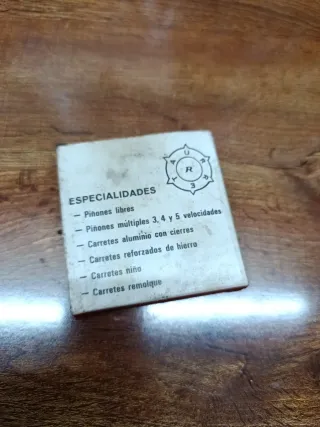 ESPECIALIDADES
— Piñones libres
— Piñones múltiples 3, 4 y 5 velocidades
— Carretes aluminio con cierres
— Carretes reforzados de hierro
— Carretes niño
— Carretes remolque
R